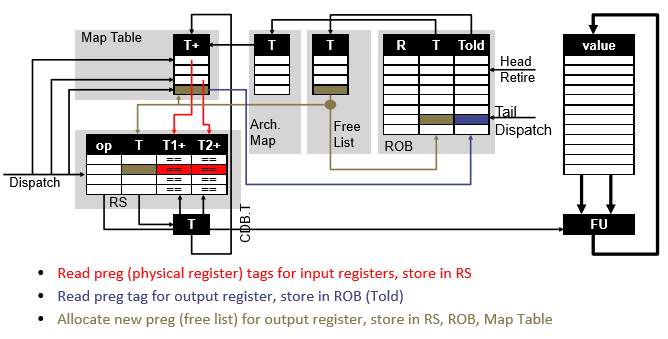 Map Table
T+
T
T
R T Told
value
Head
Retire
Tail
Dispatch
Arch.
Map
Free
List
ROB
op T T1+ T2+
== ==
== ==
== ==
== ==
Dispatch
RS
CDB.T
T
FU
• Read preg (physical register) tags for input registers, store in RS
• Read preg tag for output register, store in ROB (Told)
• Allocate new preg (free list) for output register, store in RS, ROB, Map Table